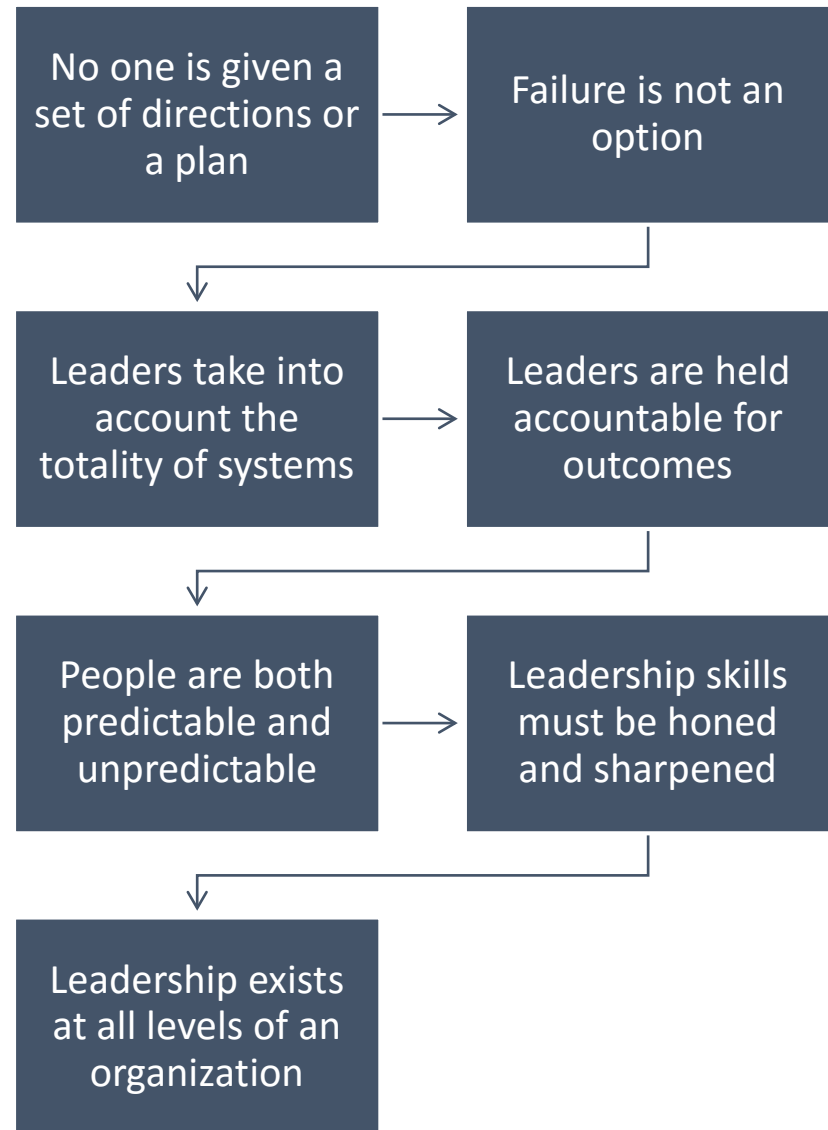 No one is given a
set of directions or
a plan
Failure is not an
option
Leaders take into
account the
totality of systems
Leaders are held
accountable for
outcomes
People are both
predictable and
unpredictable
Leadership skills
must be honed
and sharpened
Leadership exists
at all levels of an
organization